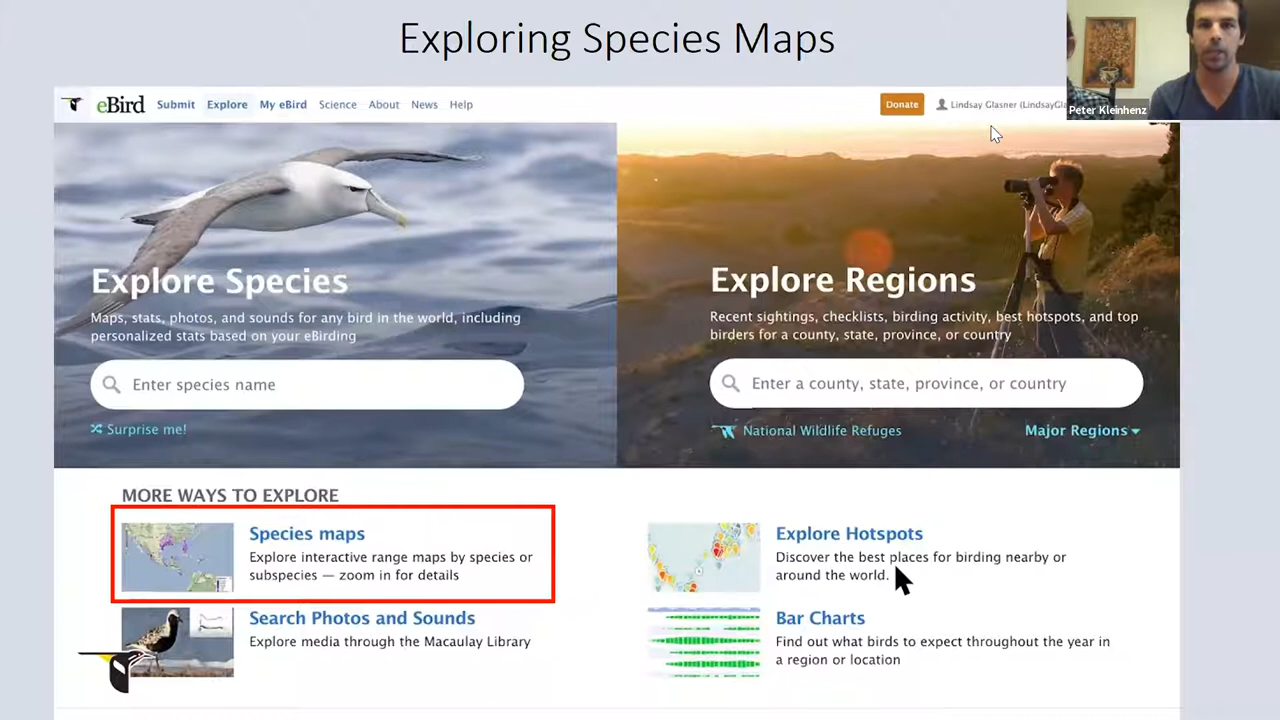 Exploring Species Maps
Peter Kleinhenz
eBird Submit Explore My eBird Science About News Help
Donate Lindsay Glasner (LindsayGla
Explore Species
Maps, stats, photos, and sounds for any bird in the world, including
personalized stats based on your eBirding
Enter species name
Surprise me!
Explore Regions
Recent sightings, checklists, birding activity, best hotspots, and top
birders for a county, state, province, or country
Enter a county, state, province, or country
National Wildlife Refuges
Major Regions
MORE WAYS TO EXPLORE
Species maps
Explore interactive range maps by species or
subspecies — zoom in for details
Explore Hotspots
Discover the best places for birding nearby or
around the world.
Search Photos and Sounds
Explore media through the Macaulay Library
Bar Charts
Find out what birds to expect throughout the year in
a region or location